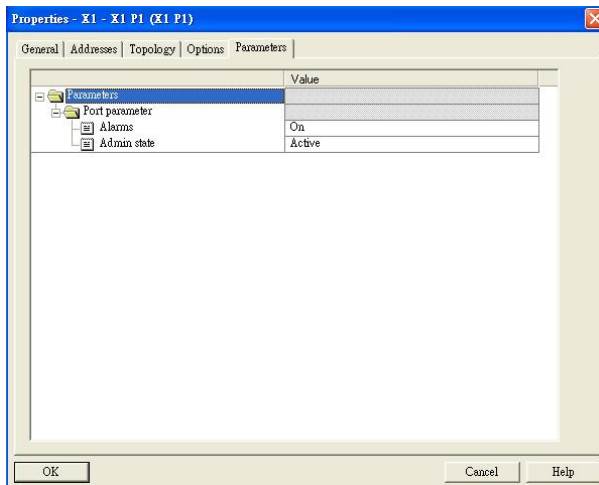 Properties - X1 - X1 P1 (X1 P1)
General Addresses Topology Options Parameters
Value
Parameters
Port parameter
Alarms On
Admin state Active
OK Cancel Help